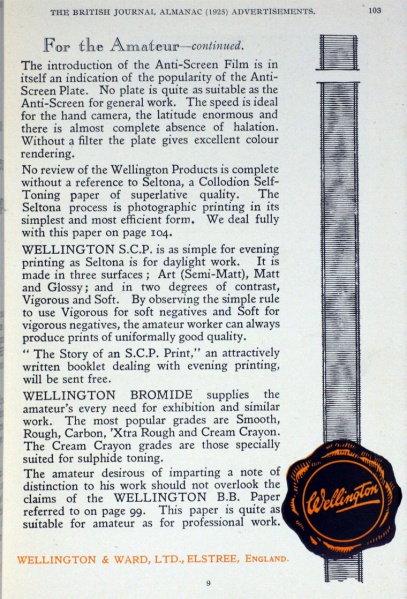 THE BRITISH JOURNAL ALMANAC (1925) ADVERTISEMENTS. 103
For the Amateur—continued.
The introduction of the Anti-Screen Film is in
itself an indication of the popularity of the Anti-
Screen Plate. No plate is quite as suitable as the
Anti-Screen for general work. The speed is ideal
for the hand camera, the latitude enormous and
there is almost complete absence of halation.
Without a filter the plate gives excellent colour
rendering.
No review of the Wellington Products is complete
without a reference to Seltona, a Collodion Self-
Toning paper of superlative quality. The
Seltona process is photographic printing in its
simplest and most efficient form. We deal fully
with this paper on page 104.
WELLINGTON S.C.P. is as simple for evening
printing as Seltona is for daylight work. It is
made in three surfaces; Art (Semi-Matt), Matt
and Glossy; and in two degrees of contrast,
Vigorous and Soft. By observing the simple rule
to use Vigorous for soft negatives and Soft for
vigorous negatives, the amateur worker can always
produce prints of uniformally good quality.
"The Story of an S.C.P. Print," an attractively
written booklet dealing with evening printing,
will be sent free.
WELLINGTON BROMIDE supplies the
amateur's every need for exhibition and similar
work. The most popular grades are Smooth,
Rough, Carbon, 'Xtra Rough and Cream Crayon.
The Cream Crayon grades are those specially
suited for sulphide toning.
The amateur desirous of imparting a note of
distinction to his work should not overlook the
claims of the WELLINGTON B.B. Paper
referred to on page 99. This paper is quite as
suitable for amateur as for professional work.
Wellington
WELLINGTON & WARD, LTD., ELSTREE, ENGLAND.
9